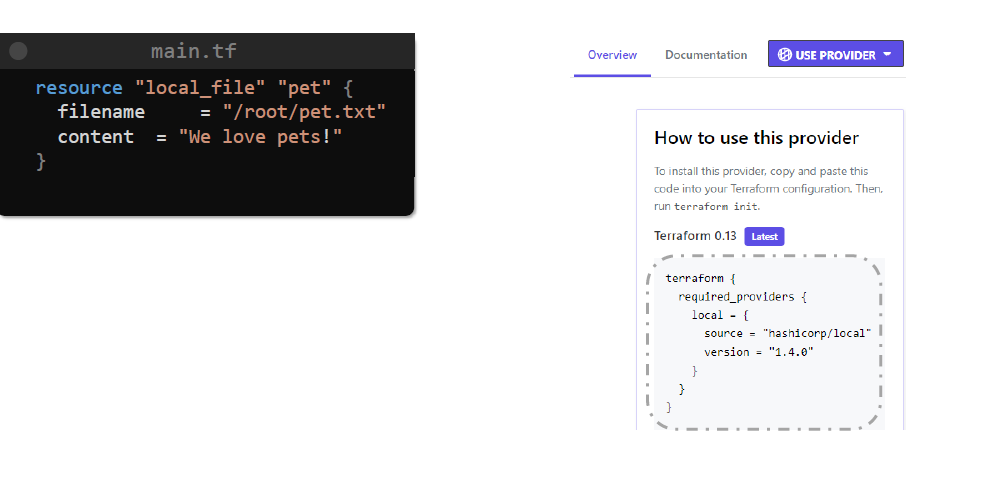 main.tf
resource "local_file" "pet" {
filename = "/root/pet.txt"
content = "We love pets!"
}
Overview Documentation USE PROVIDER
How to use this provider
To install this provider, copy and paste this
code into your Terraform configuration. Then,
run terraform init.
Terraform 0.13 Latest
terraform {
required_providers {
local = {
source = "hashicorp/local"
version = "1.4.0"
}
}
}